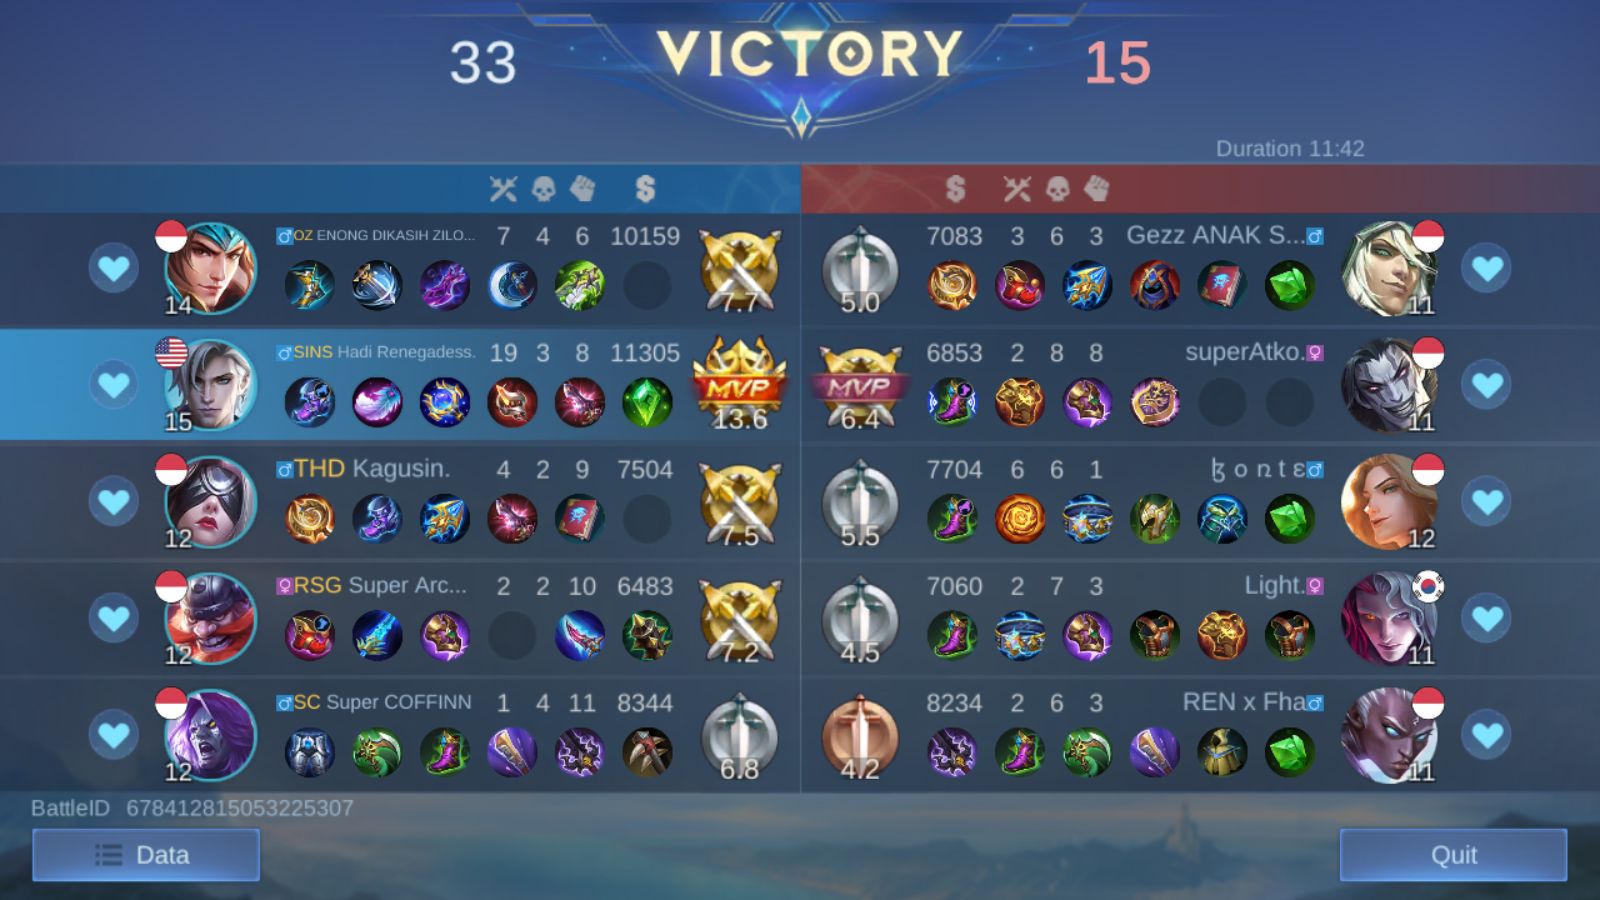 33 VICTORY 15
Duration 11:42
OZ ENONG DIKASIH ZILO... 7 4 6 10159
14 7.7
5.0 7083 3 6 3 Gezz ANAK S...
11
SINS Hadi Renegadess. 19 3 8 11305
15 MVP 13.6
MVP 6.4 6853 2 8 8 superAtko.
11
THD Kagusin. 4 2 9 7504
12 7.5
5.5 7704 6 6 1 ɮ o n t ɛ
12
RSG Super Arc... 2 2 10 6483
12 7.2
4.5 7060 2 7 3 Light.
11
SC Super COFFINN 1 4 11 8344
12 6.8
4.2 8234 2 6 3 REN x Fha
11
BattleID 678412815053225307
Data
Quit